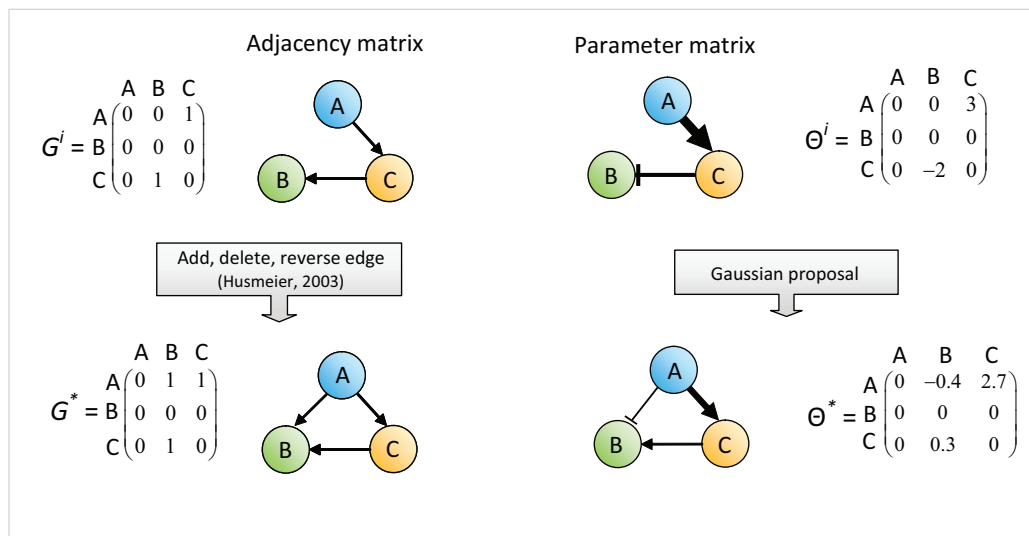 Adjacency matrix
Parameter matrix
A B C
A 0 0 1
G^i = B 0 0 0
C 0 1 0
A
B
C
A
B
C
A B C
A 0 0 3
Θ^i = B 0 0 0
C 0 −2 0
Add, delete, reverse edge
(Husmeier, 2003)
Gaussian proposal
A B C
A 0 1 1
G^* = B 0 0 0
C 0 1 0
A
B
C
A
B
C
A B C
A 0 −0.4 2.7
Θ^* = B 0 0 0
C 0 0.3 0